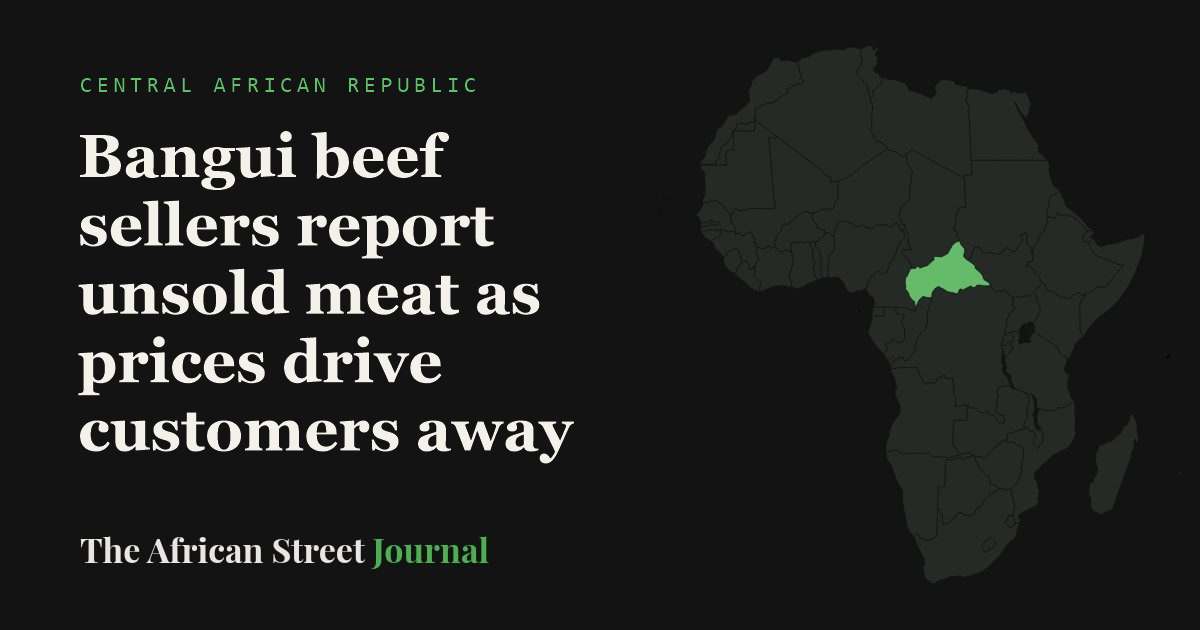 CENTRAL AFRICAN REPUBLIC
Bangui beef
sellers report
unsold meat as
prices drive
customers away
The African Street Journal